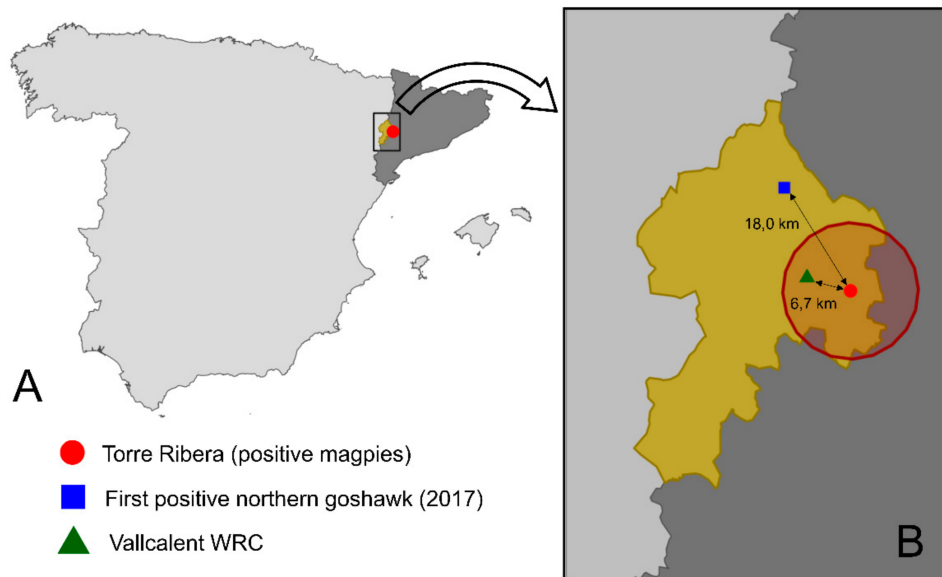 A
Torre Ribera (positive magpies)
First positive northern goshawk (2017)
Vallcalent WRC
18,0 km
6,7 km
B